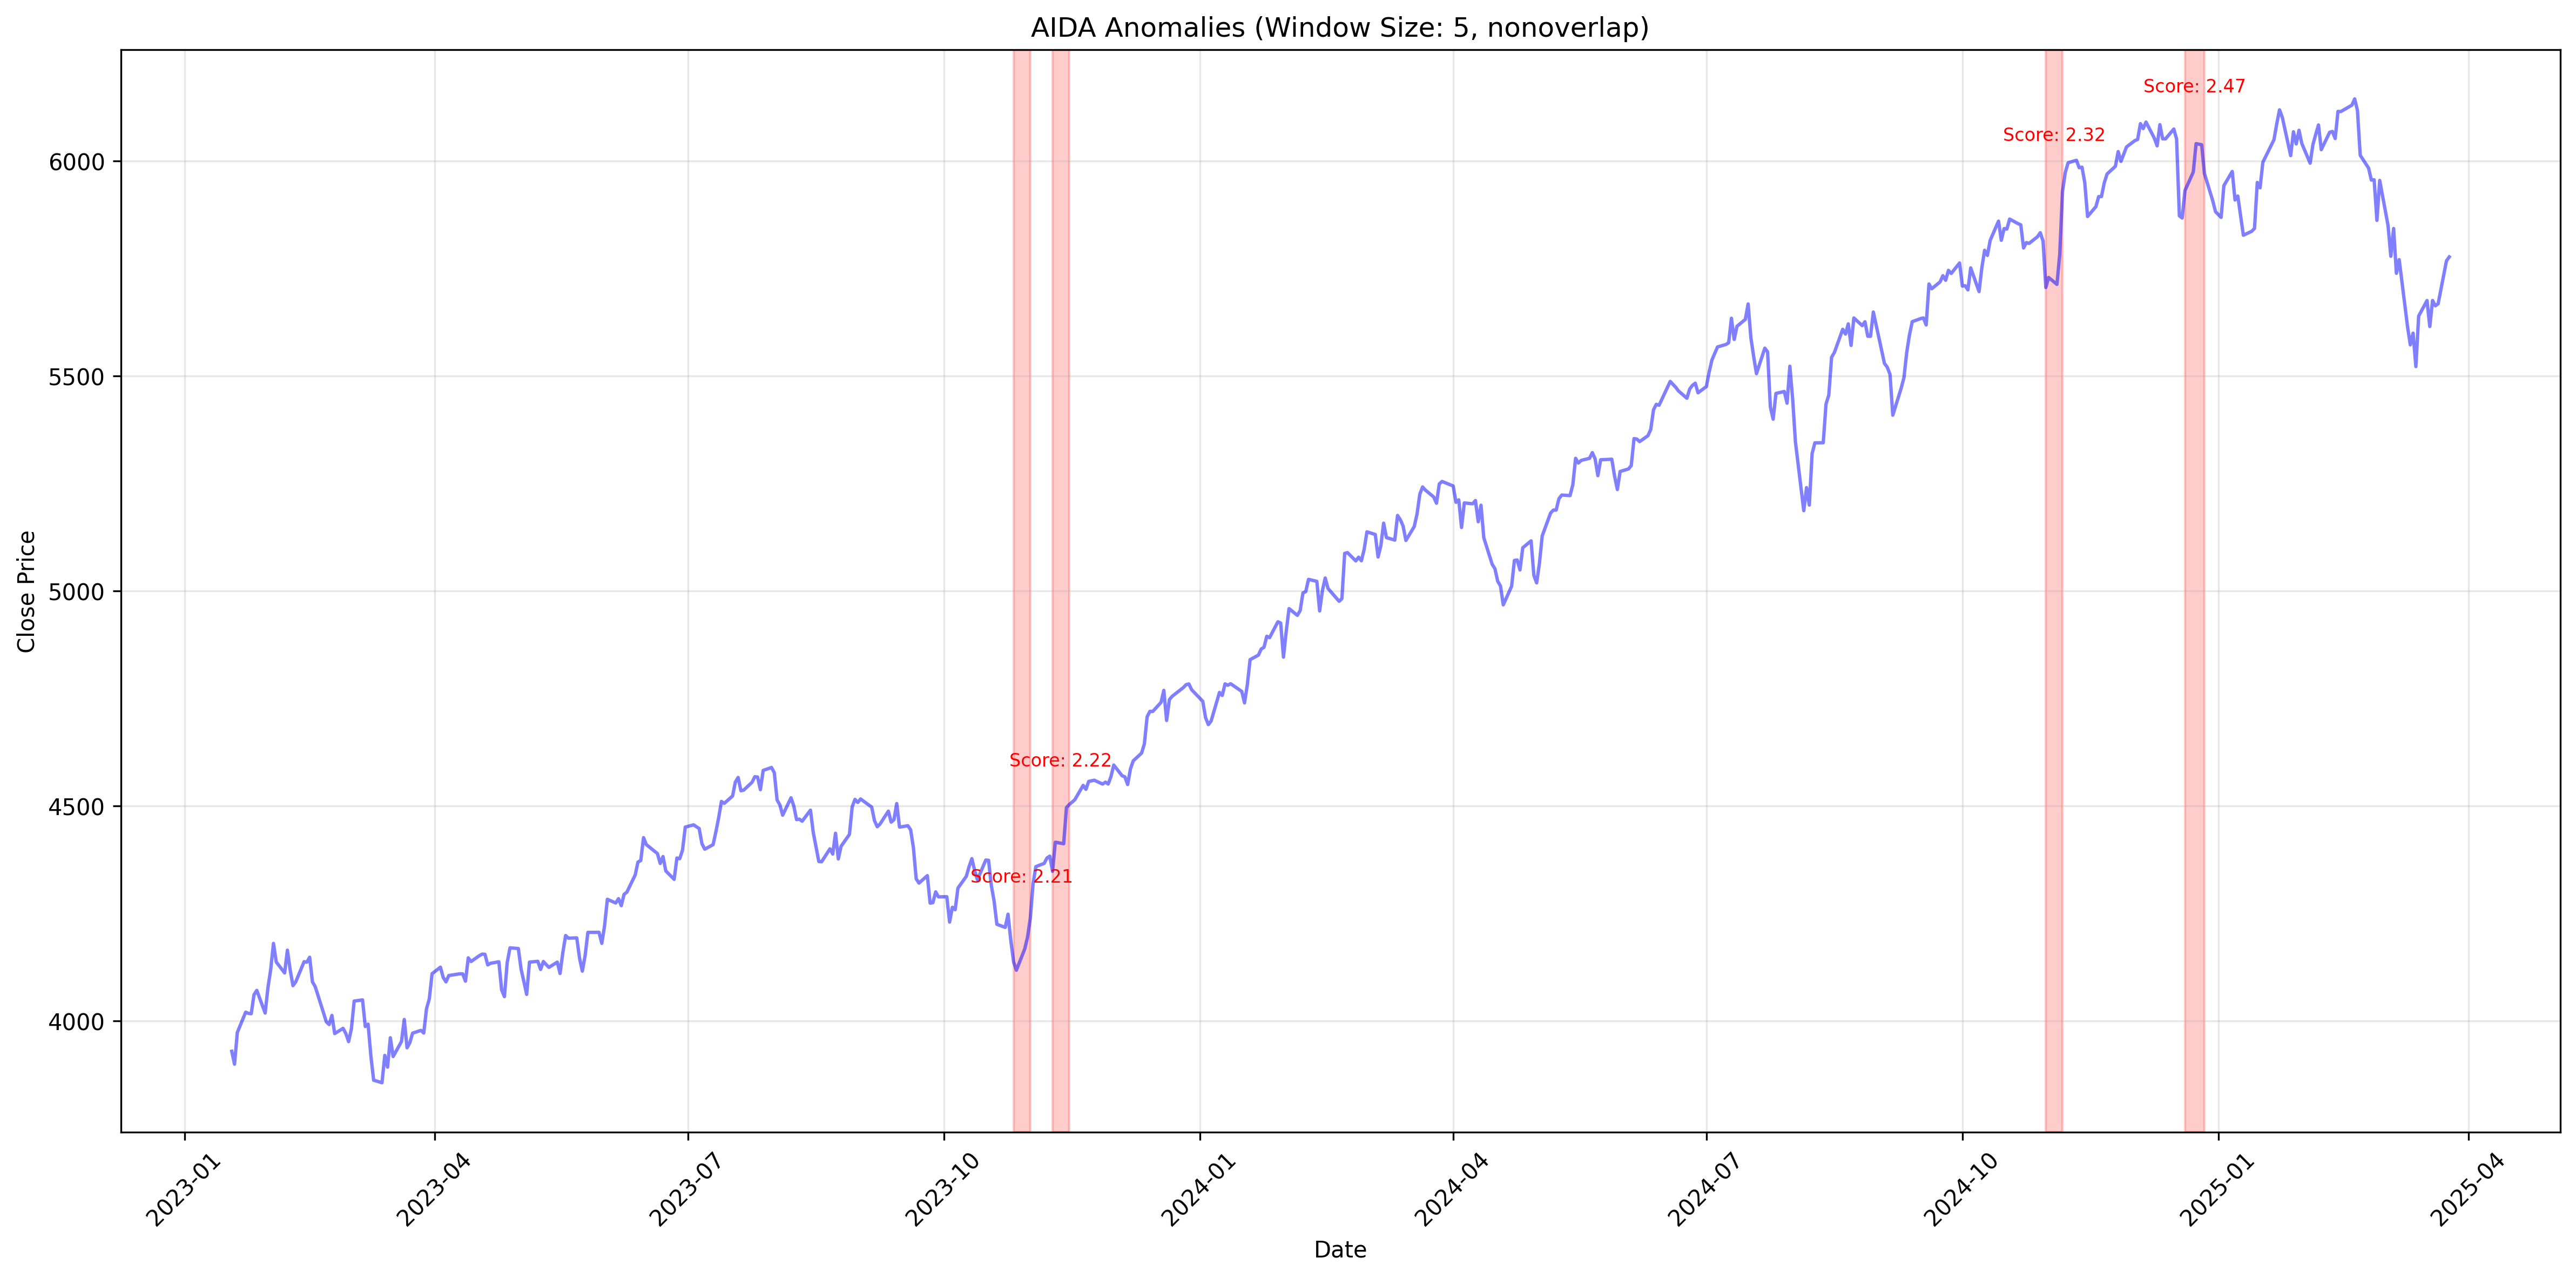 AIDA Anomalies (Window Size: 5, nonoverlap)
Score: 2.47
Score: 2.32
Score: 2.22
Score: 2.21
Close Price
6000
5500
5000
4500
4000
2023-01
2023-04
2023-07
2023-10
2024-01
2024-04
2024-07
2024-10
2025-01
2025-04
Date